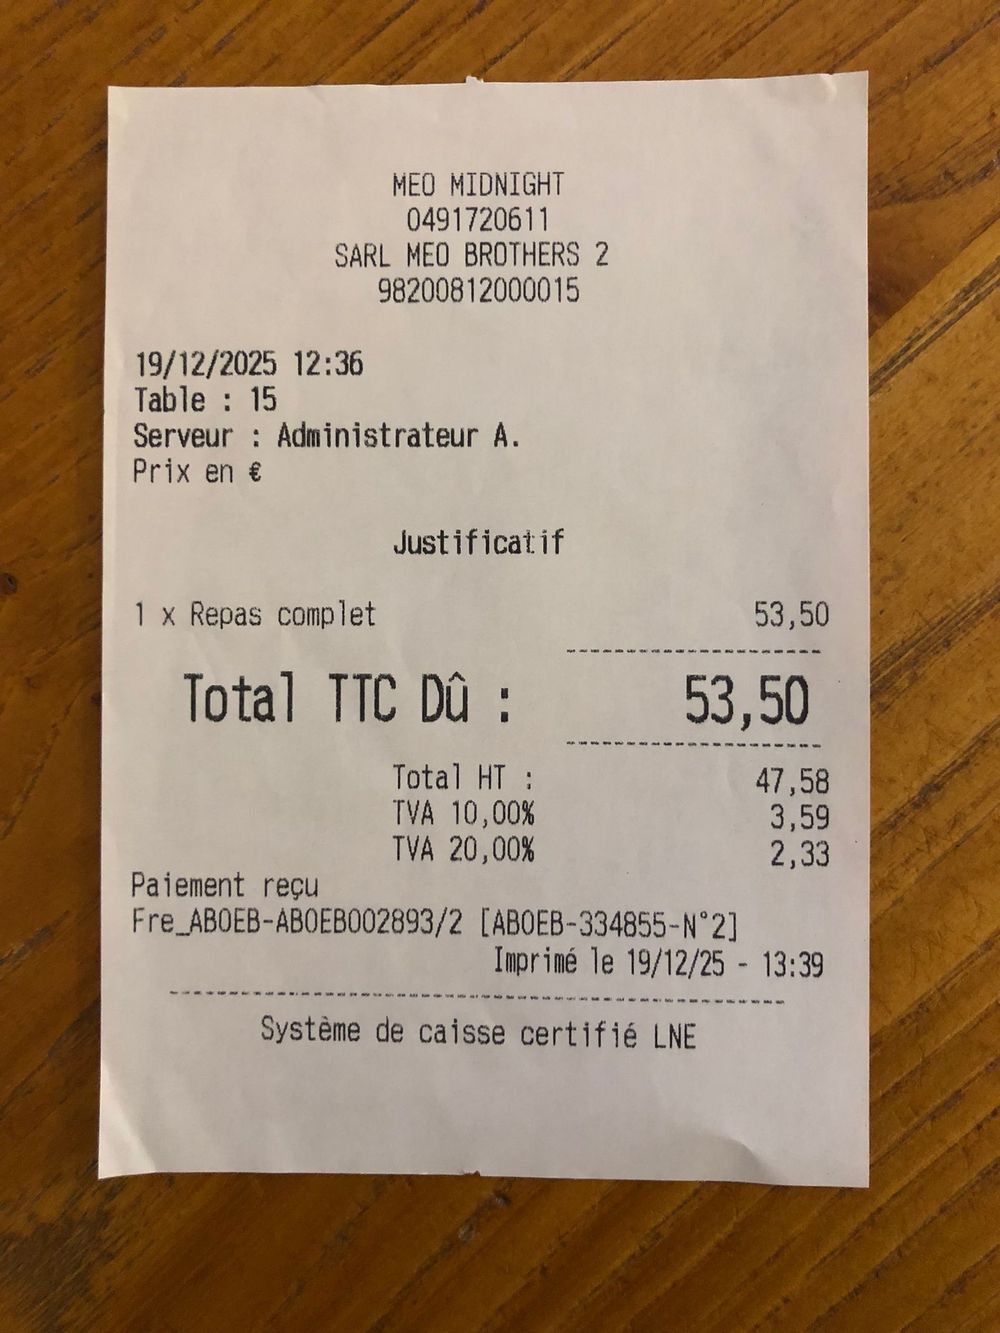 MEO MIDNIGHT
0491720611
SARL MEO BROTHERS 2
98200812000015
19/12/2025 12:36
Table : 15
Serveur : Administrateur A.
Prix en €
Justificatif
1 x Repas complet 53,50
Total TTC Dû : 53,50
Total HT : 47,58
TVA 10,00% 3,59
TVA 20,00% 2,33
Paiement reçu
Fre_ABOEB-ABOEB002893/2 [ABOEB-334855-N°2]
Imprimé le 19/12/25 - 13:39
Système de caisse certifié LNE